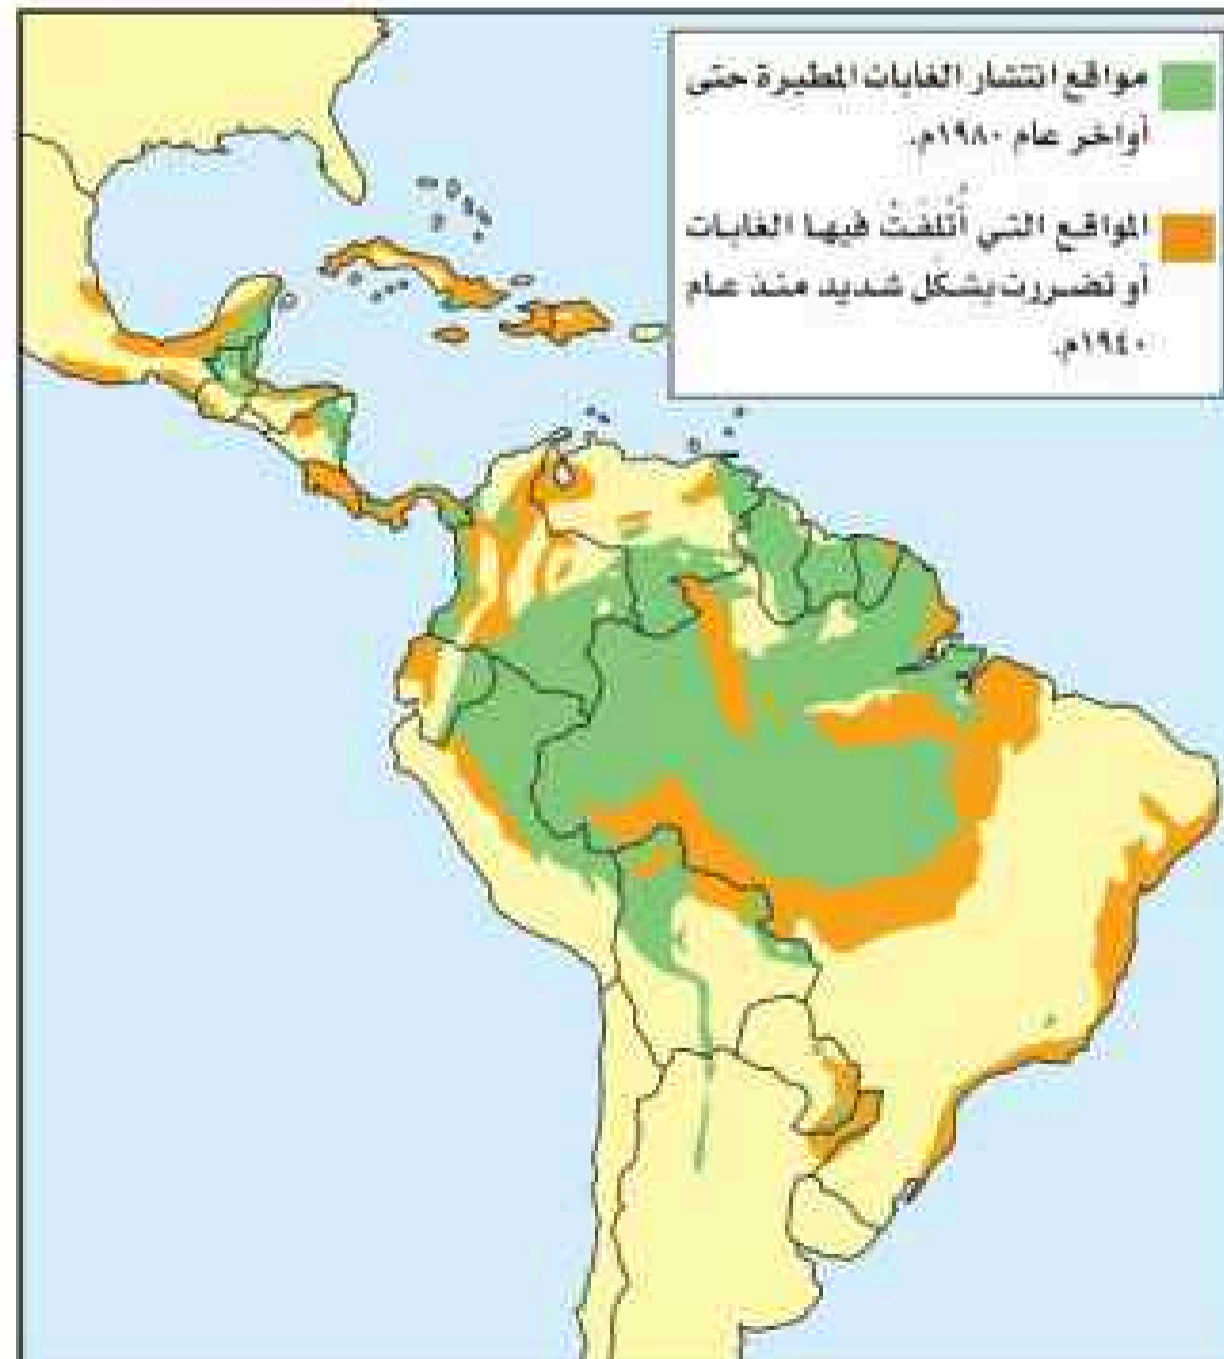 مواقع انتشار الغابات المطيرة حتى
أواخر عام ١٩٨٠م.
المواقع التي أُتْلفَتْ فيها الغابات
أو تضررت بشكل شديد منذ عام
١٩٤٠م.